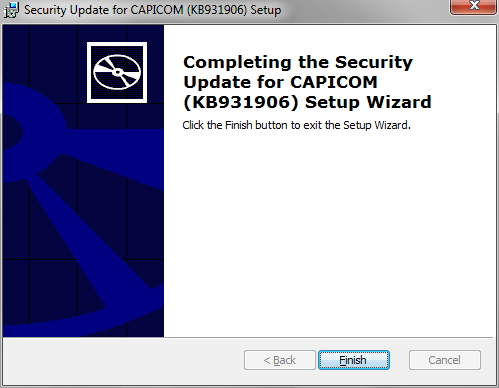 Security Update for CAPICOM (KB931906) Setup
Completing the Security
Update for CAPICOM
(KB931906) Setup Wizard
Click the Finish button to exit the Setup Wizard.
< Back
Finish
Cancel